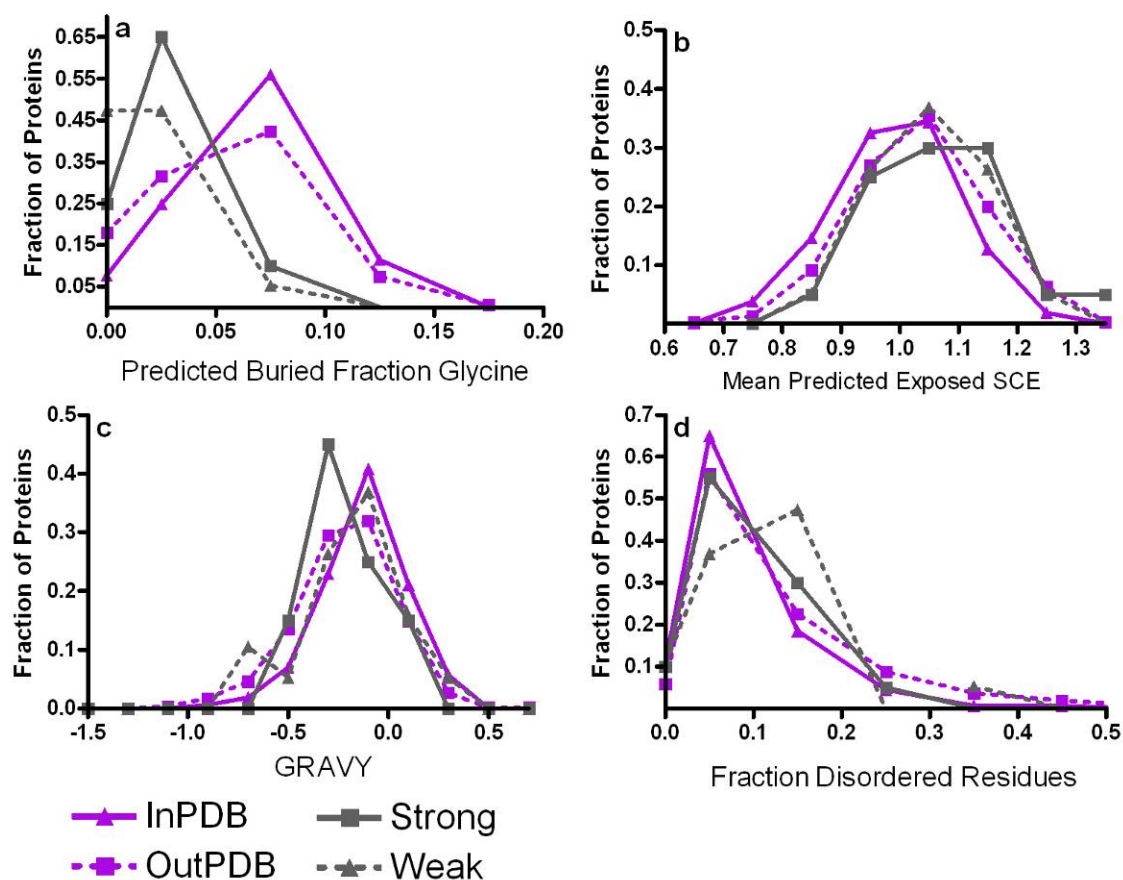 a
Fraction of Proteins
0.65
0.55
0.45
0.35
0.25
0.15
0.05
0.00 0.05 0.10 0.15 0.20
Predicted Buried Fraction Glycine
b
Fraction of Proteins
0.5
0.4
0.3
0.2
0.1
0.6 0.7 0.8 0.9 1.0 1.1 1.2 1.3
Mean Predicted Exposed SCE
c
Fraction of Proteins
0.5
0.4
0.3
0.2
0.1
0.0
-1.5 -1.0 -0.5 0.0 0.5
GRAVY
d
Fraction of Proteins
0.7
0.6
0.5
0.4
0.3
0.2
0.1
0.0 0.1 0.2 0.3 0.4 0.5
Fraction Disordered Residues
InPDB Strong
OutPDB Weak